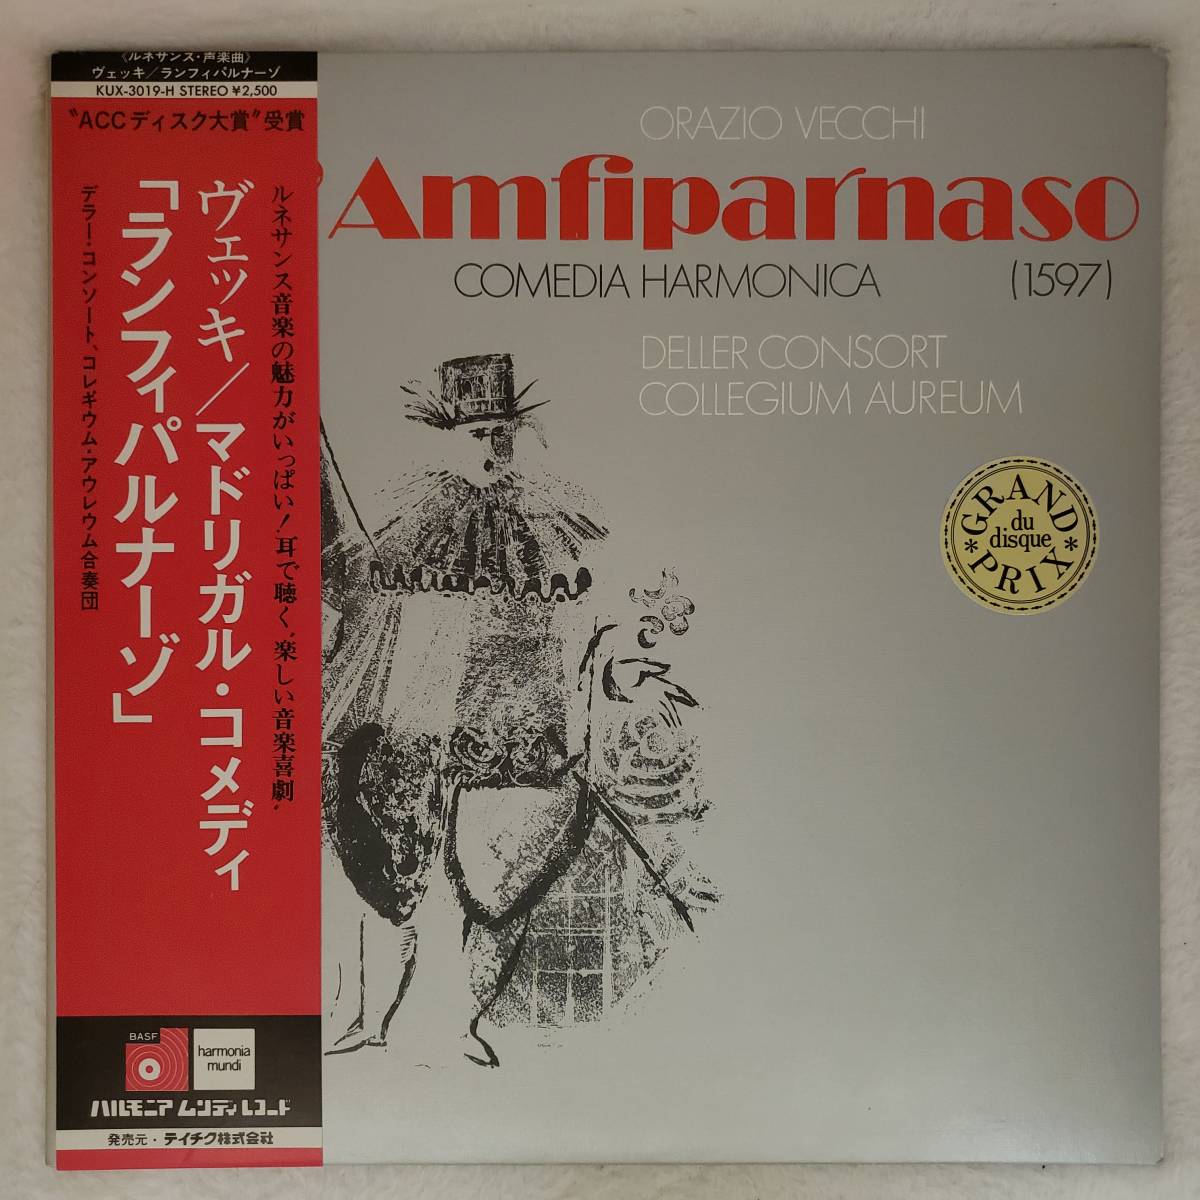 《ルネサンス・声楽曲》
ヴェッキ/ランフィパルナーゾ
KUX-3019-H STEREO ¥2,500
"ACCディスク大賞"受賞
ルネサンス音楽の魅力がいっぱい!耳で聴く"楽しい音楽喜劇"
ヴェッキ/マドリガル・コメディ
「ランフィパルナーゾ」
デラー・コンソート、コレギウム・アウレウム合奏団
BASF
harmonia
mundi
ハルモニア ムンディ レコード
発売元・テイチク株式会社
ORAZIO VECCHI
Amfiparnaso
COMEDIA HARMONICA (1597)
DELLER CONSORT
COLLEGIUM AUREUM
GRAND
du
disque
PRIX